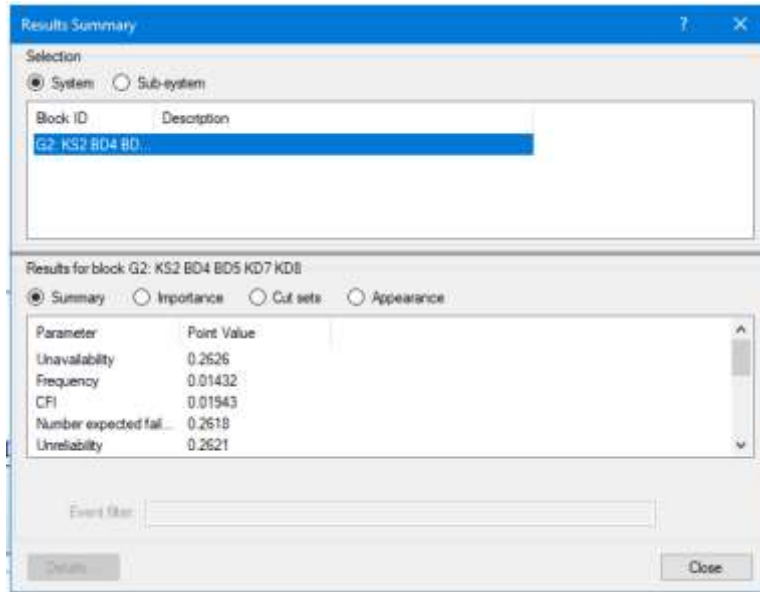 Results Summary
Selection
System Sub-system
Block ID Description
G2: KS2 BD4 BD...
Results for block G2: KS2 BD4 BD5 KD7 KD8
Summary Importance Cut sets Appearance
Parameter Point Value
Unavailability 0.2626
Frequency 0.01432
CFI 0.01943
Number expected fail... 0.2618
Unreliability 0.2621
Event filter
Details...
Close